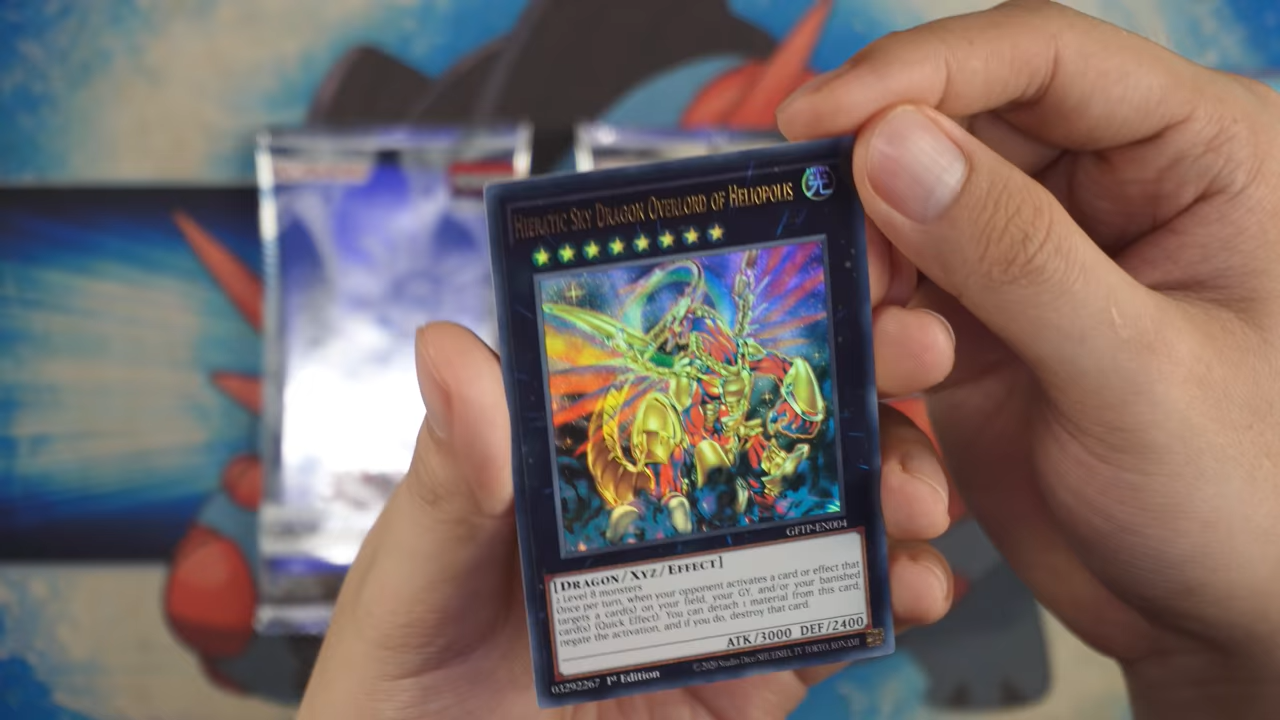 HIERATIC SKY DRAGON OVERLORD OF HELIOPOLIS
光
GFTP-EN004
[DRAGON/XYZ/EFFECT]
2 Level 8 monsters
Once per turn, when your opponent activates a card or effect that
targets a card(s) on your field, your GY, and/or your banished
card(s) (Quick Effect): You can detach 1 material from this card;
negate the activation, and if you do, destroy that card.
ATK/3000 DEF/2400
03292267 1st Edition
©2020 Studio Dice/SHUEISHA, TV TOKYO, KONAMI